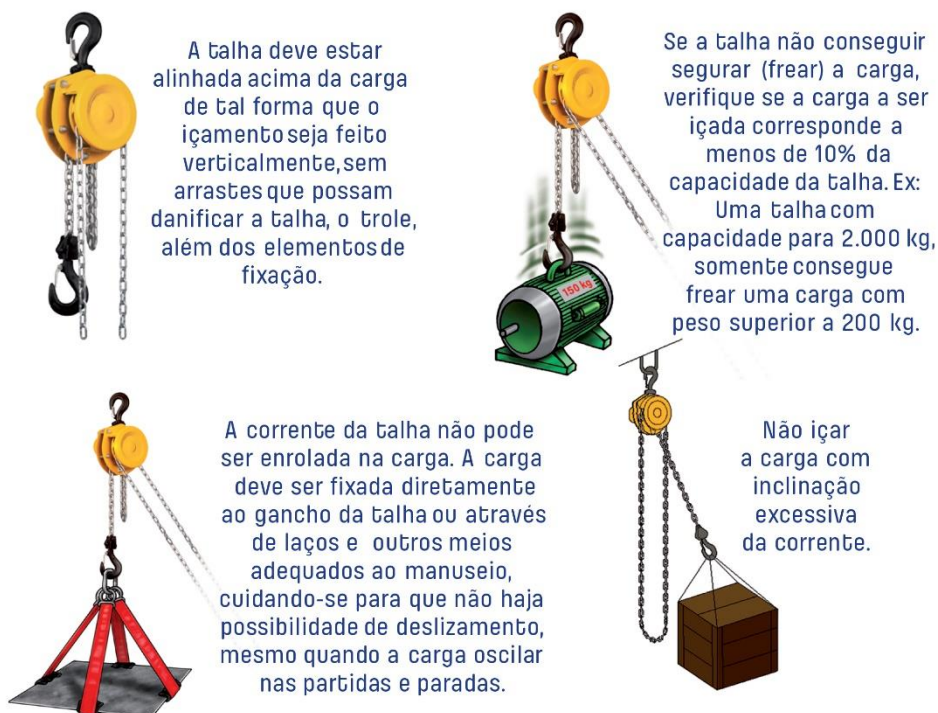 A talha deve estar
alinhada acima da carga
de tal forma que o
içamento seja feito
verticalmente, sem
arrastes que possam
danificar a talha, o trole,
além dos elementos de
fixação.
Se a talha não conseguir
segurar (frear) a carga,
verifique se a carga a ser
içada corresponde a
menos de 10% da
capacidade da talha. Ex:
Uma talha com
capacidade para 2.000 kg,
somente consegue
frear uma carga com
peso superior a 200 kg.
150 kg
A corrente da talha não pode
ser enrolada na carga. A carga
deve ser fixada diretamente
ao gancho da talha ou através
de laços e outros meios
adequados ao manuseio,
cuidando-se para que não haja
possibilidade de deslizamento,
mesmo quando a carga oscilar
nas partidas e paradas.
Não içar
a carga com
inclinação
excessiva
da corrente.